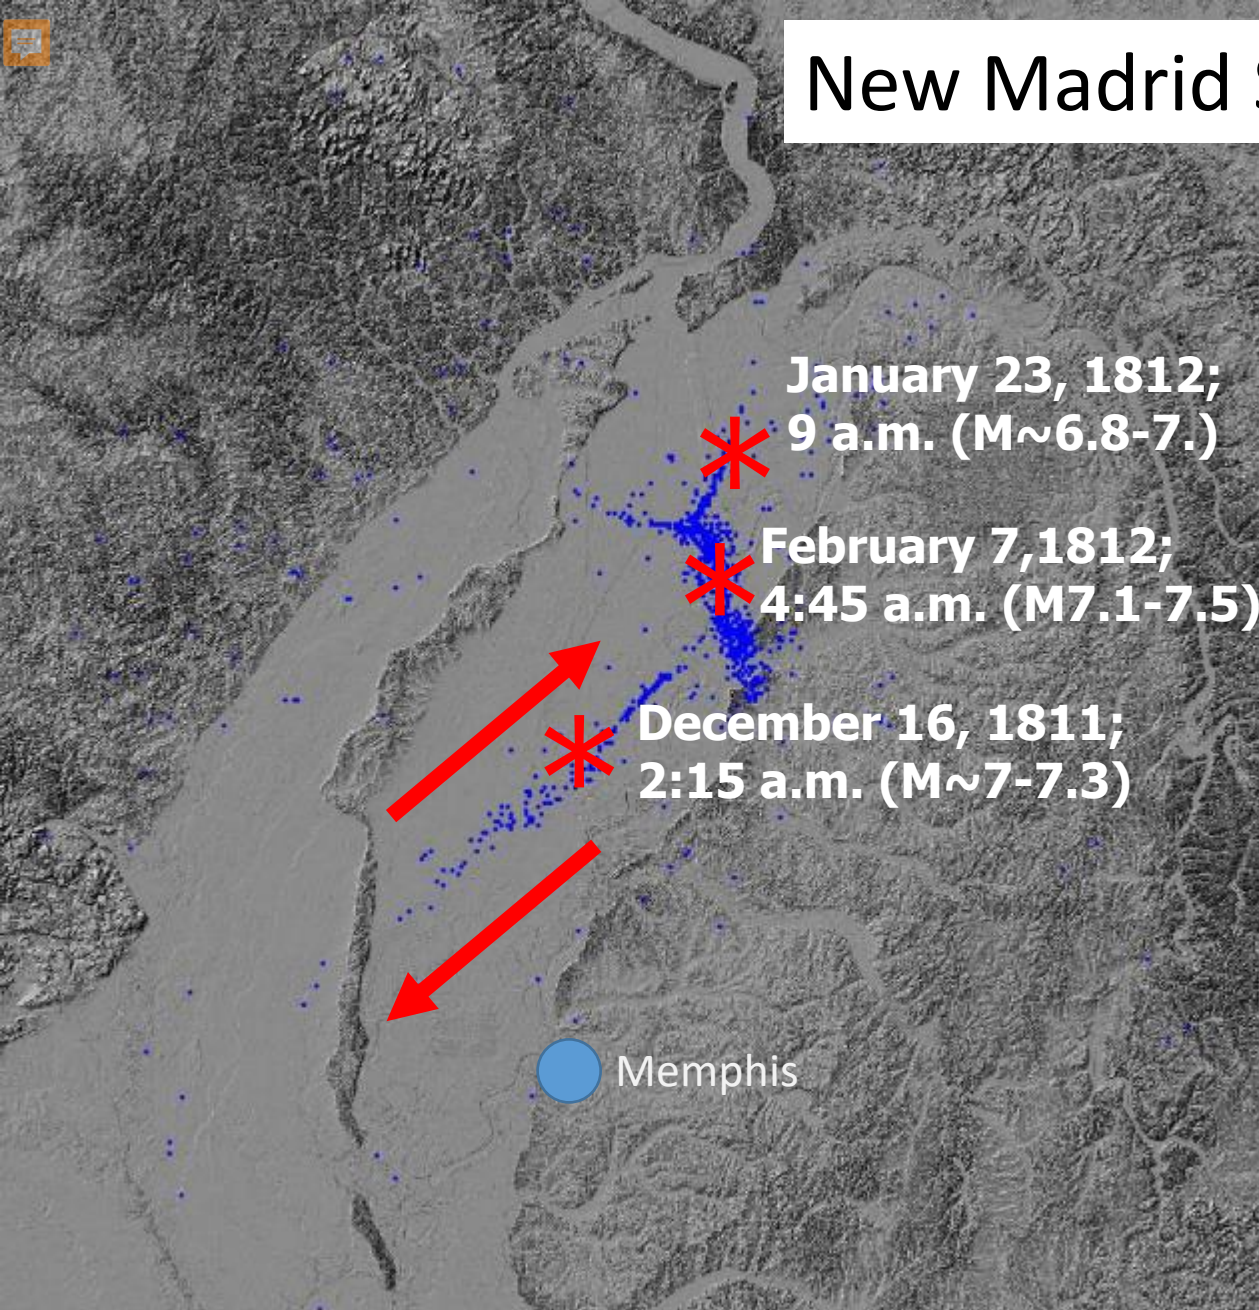 New Madrid
January 23, 1812;
9 a.m. (M~6.8-7.)
February 7,1812;
4:45 a.m. (M7.1-7.5)
December 16, 1811;
2:15 a.m. (M~7-7.3)
Memphis